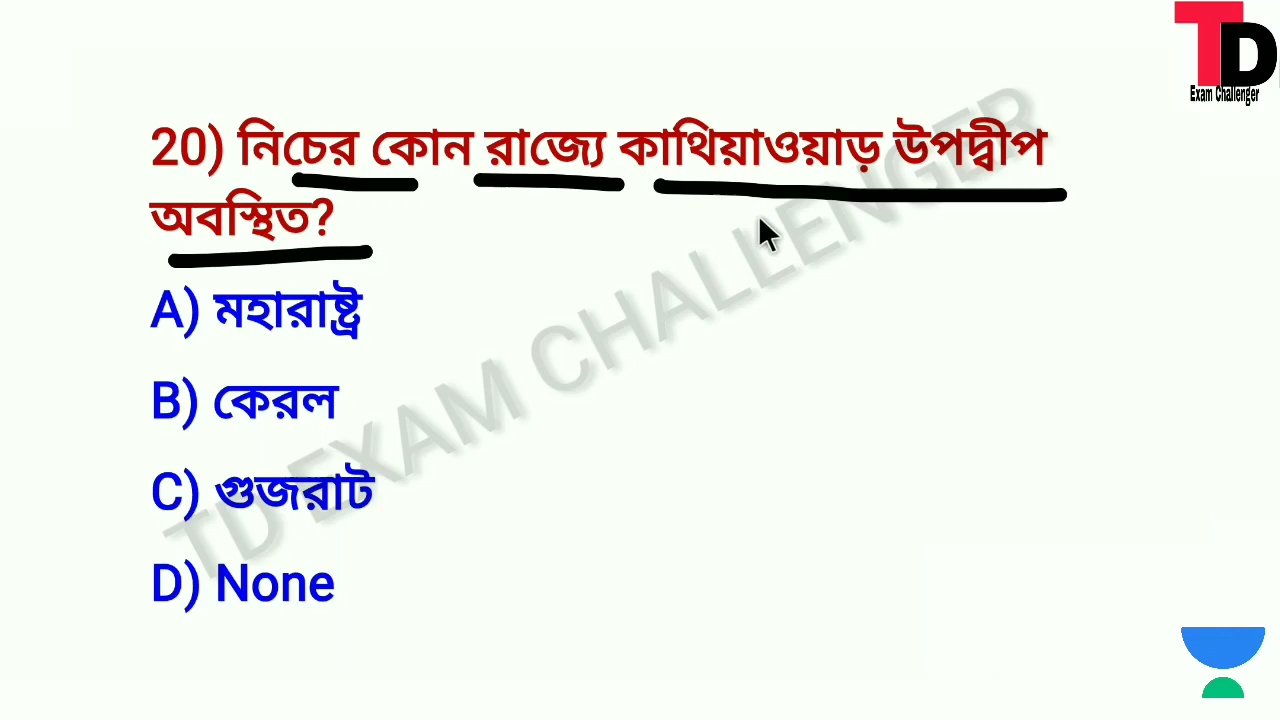 TD
Exam Challenger
20) নিচের কোন রাজ্যে কাথিয়াওয়াড় উপদ্বীপ
অবস্থিত?
A) মহারাষ্ট্র
B) কেরল
C) গুজরাট
D) None
TD EXAM CHALLENGER